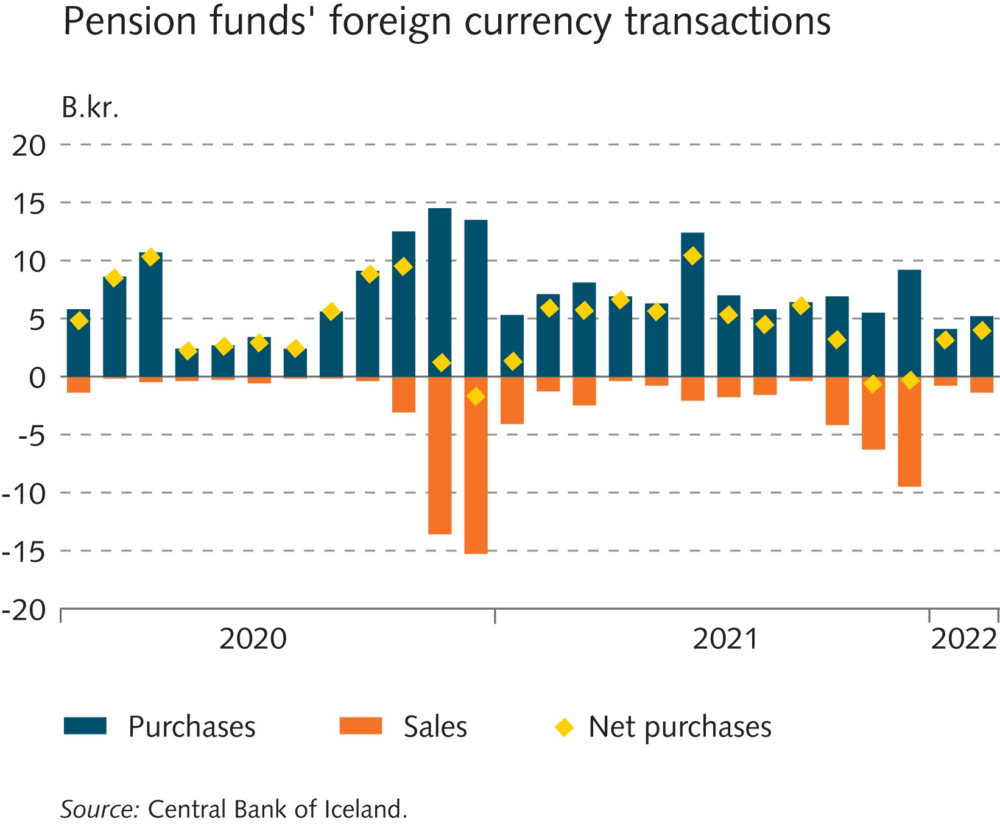 Pension funds' foreign currency transactions
B.kr.
20
15
10
5
0
-5
-10
-15
-20
2020 2021 2022
Purchases Sales Net purchases
Source: Central Bank of Iceland.